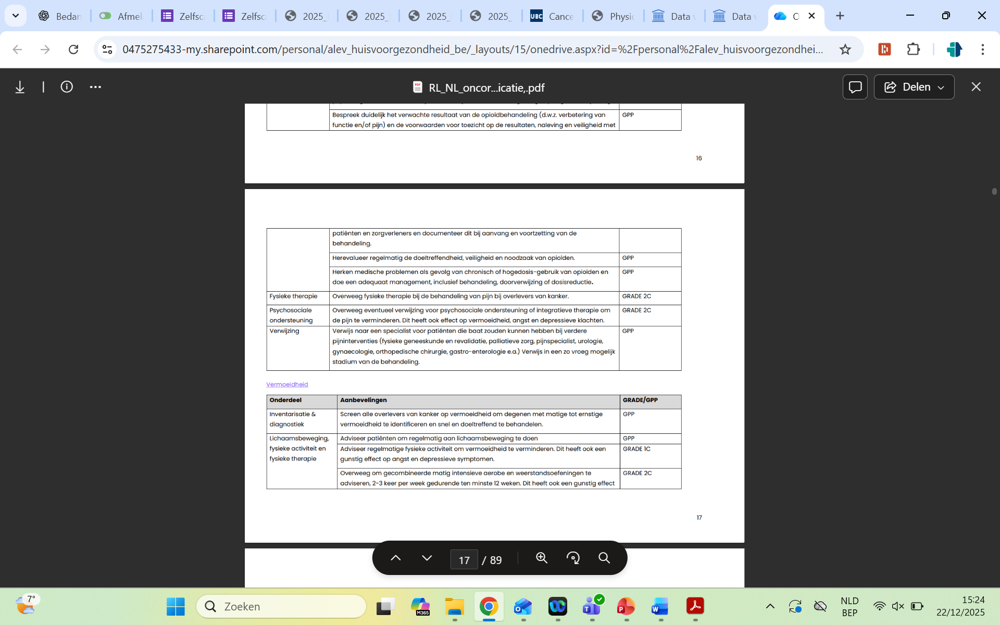 Bedan
Afmel
Zelfsc
Zelfsc
2025_
2025_
2025_
2025_
UBC Cance
Physic
Data v
Data v
O
0475275433-my.sharepoint.com/personal/alev_huisvoorgezondheid_be/_layouts/15/onedrive.aspx?id=%2Fpersonal%2Falev_huisvoorgezondhei...
RL_NL_oncor...icatie,.pdf
Delen
Bespreek duidelijk het verwachte resultaat van de opioïdbehandeling (d.w.z. verbetering van GPP
functie en/of pijn) en de voorwaarden voor toezicht op de resultaten, naleving en veiligheid met
16
patiënten en zorgverleners en documenteer dit bij aanvang en voortzetting van de
behandeling.
Herevalueer regelmatig de doeltreffendheid, veiligheid en noodzaak van opioïden. GPP
Herken medische problemen als gevolg van chronisch of hogedosis-gebruik van opioïden en GPP
doe een adequaat management, inclusief behandeling, doorverwijzing of dosisreductie.
Fysieke therapie Overweeg fysieke therapie bij de behandeling van pijn bij overlevers van kanker. GRADE 2C
Psychosociale Overweeg eventueel verwijzing voor psychosociale ondersteuning of integratieve therapie om GRADE 2C
ondersteuning de pijn te verminderen. Dit heeft ook effect op vermoeidheid, angst en depressieve klachten.
Verwijzing Verwijs naar een specialist voor patiënten die baat zouden kunnen hebben bij verdere GPP
pijninterventies (fysieke geneeskunde en revalidatie, palliatieve zorg, pijnspecialist, urologie,
gynaecologie, orthopedische chirurgie, gastro-enterologie e.a.) Verwijs in een zo vroeg mogelijk
stadium van de behandeling.
Vermoeidheid
Onderdeel Aanbevelingen GRADE/GPP
Inventarisatie & Screen alle overlevers van kanker op vermoeidheid om degenen met matige tot ernstige GPP
diagnostiek vermoeidheid te identificeren en snel en doeltreffend te behandelen.
Lichaamsbeweging, Adviseer patiënten om regelmatig aan lichaamsbeweging te doen GPP
fysieke activiteit en Adviseer regelmatige fysieke activiteit om vermoeidheid te verminderen. Dit heeft ook een GRADE 1C
fysieke therapie gunstig effect op angst en depressieve symptomen.
Overweeg om gecombineerde matig intensieve aerobe en weerstandsoefeningen te GRADE 2C
adviseren, 2-3 keer per week gedurende ten minste 12 weken. Dit heeft ook een gunstig effect
17
17 / 89
7°
Zoeken
M365
NLD
BEP
15:24
22/12/2025